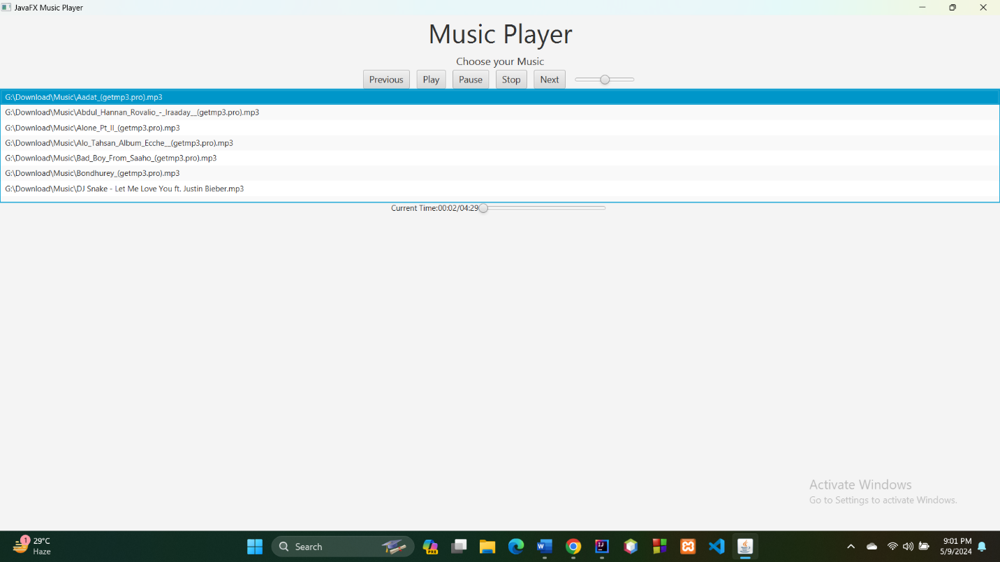 JavaFX Music Player
Music Player
Choose your Music
Previous Play Pause Stop Next
G:\Download\Music\Aadat_(getmp3.pro).mp3
G:\Download\Music\Abdul_Hannan_Rovalio_-_Iraaday__(getmp3.pro).mp3
G:\Download\Music\Alone_Pt_II_(getmp3.pro).mp3
G:\Download\Music\Alo_Tahsan_Album_Ecche__(getmp3.pro).mp3
G:\Download\Music\Bad_Boy_From_Saaho_(getmp3.pro).mp3
G:\Download\Music\Bondhurey_(getmp3.pro).mp3
G:\Download\Music\DJ Snake - Let Me Love You ft. Justin Bieber.mp3
Current Time:00:02/04:29
Activate Windows
Go to Settings to activate Windows.
1
29°C
Haze
Search
PRE
9:01 PM
5/9/2024